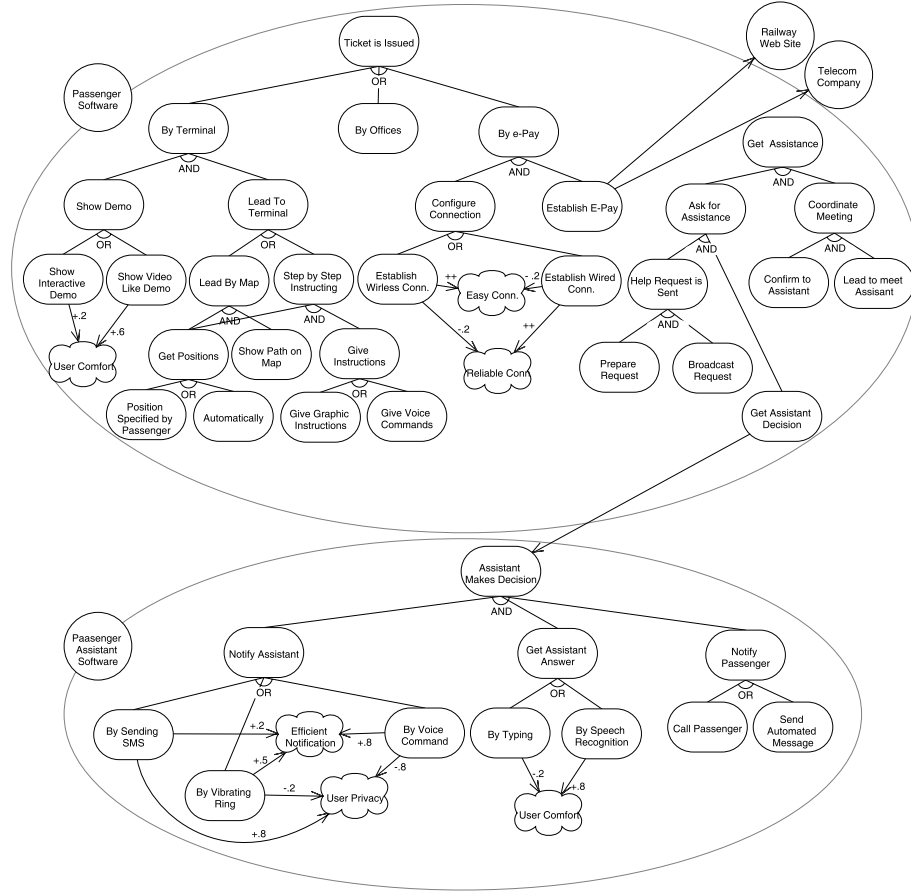 Ticket is Issued
OR
Railway
Web Site
Telecom
Company
Passenger
Software
By Terminal
AND
By Offices
By e-Pay
AND
Get Assistance
AND
Show Demo
OR
Lead To
Terminal
OR
Configure
Connection
OR
Establish E-Pay
Ask for
Assistance
AND
Coordinate
Meeting
AND
Show
Interactive
Demo
Show Video
Like Demo
Lead By Map
AND
Step by Step
Instructing
AND
Establish
Wirless Conn.
++
Easy Conn.
-.2
Establish Wired
Conn.
Help Request is
Sent
AND
Confirm to
Assistant
Lead to meet
Assisant
+.2
+.6
-.2
++
User Comfort
Get Positions
OR
Show Path on
Map
Give
Instructions
OR
Reliable Conn.
Prepare
Request
Broadcast
Request
Position
Specified by
Passenger
Automatically
Give Graphic
Instructions
Give Voice
Commands
Get Assistant
Decision
Assistant
Makes Decision
AND
Paasenger
Assistant
Software
Notify Assistant
OR
Get Assistant
Answer
OR
Notify
Passenger
OR
By Sending
SMS
+.2
Efficient
Notification
+.8
By Voice
Command
By Typing
By Speech
Recognition
Call Passenger
Send
Automated
Message
+.5
-.8
By Vibrating
Ring
-.2
User Privacy
-.2
+.8
User Comfort
+.8